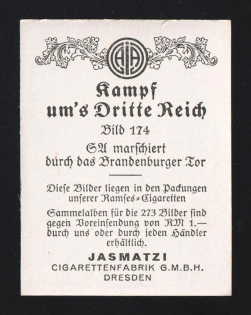 Kampf
um's Dritte Reich
Bild 174
SA marschiert
durch das Brandenburger Tor
Diese Bilder liegen in den Packungen
unserer Ramses-Cigaretten
Sammelalben für die 273 Bilder sind
gegen Voreinsendung von RM 1.—
durch uns oder durch jeden Händler
erhältlich.
JASMATZI
CIGARETTENFABRIK G.M.B.H.
DRESDEN